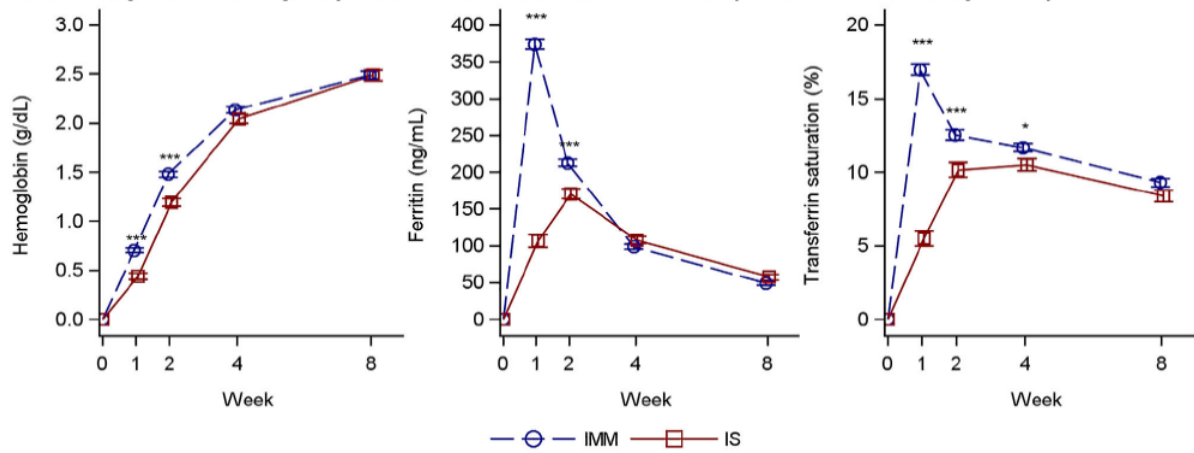 Hemoglobin (g/dL)
3.0
2.5
2.0
1.5
1.0
0.5
0.0
***
***
0 1 2 4 8
Week
Ferritin (ng/mL)
400
350
300
250
200
150
100
50
0
***
***
0 1 2 4 8
Week
Transferrin saturation (%)
20
15
10
5
0
***
***
*
0 1 2 4 8
Week
IMM IS